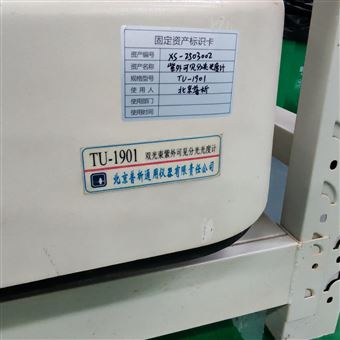 固定资产标识卡
资产编号 XS-2303002
资产名称 紫外可见分光光度计
规格型号 TU-1901
使用人 北京普析
使用部门
使用时间
TU-1901 双光束紫外可见分光光度计
北京普析通用仪器有限责任公司